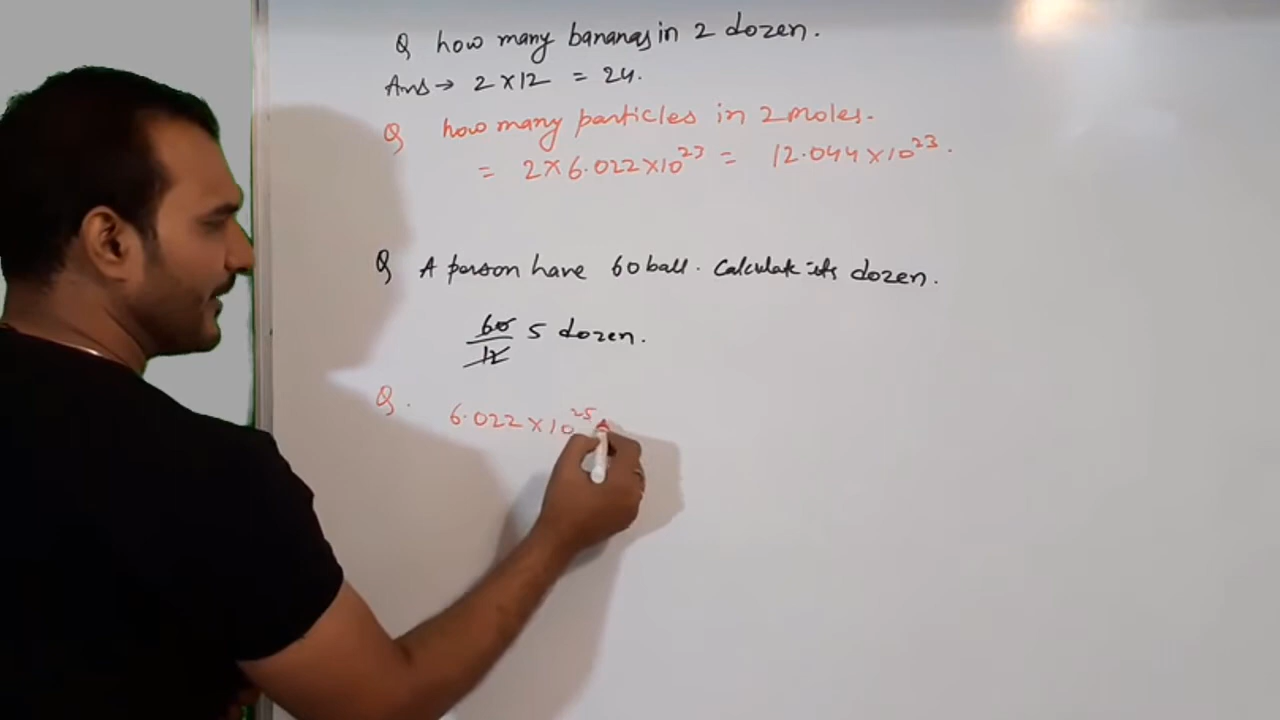 Q how many bananas in 2 dozen.
Ans → 2 × 12 = 24.
Q how many particles in 2 moles.
= 2 × 6.022 × 10²³ = 12.044 × 10²³.
Q A person have 60 ball. Calculate its dozen.
60/12 5 dozen.
Q. 6.022 × 10²⁵